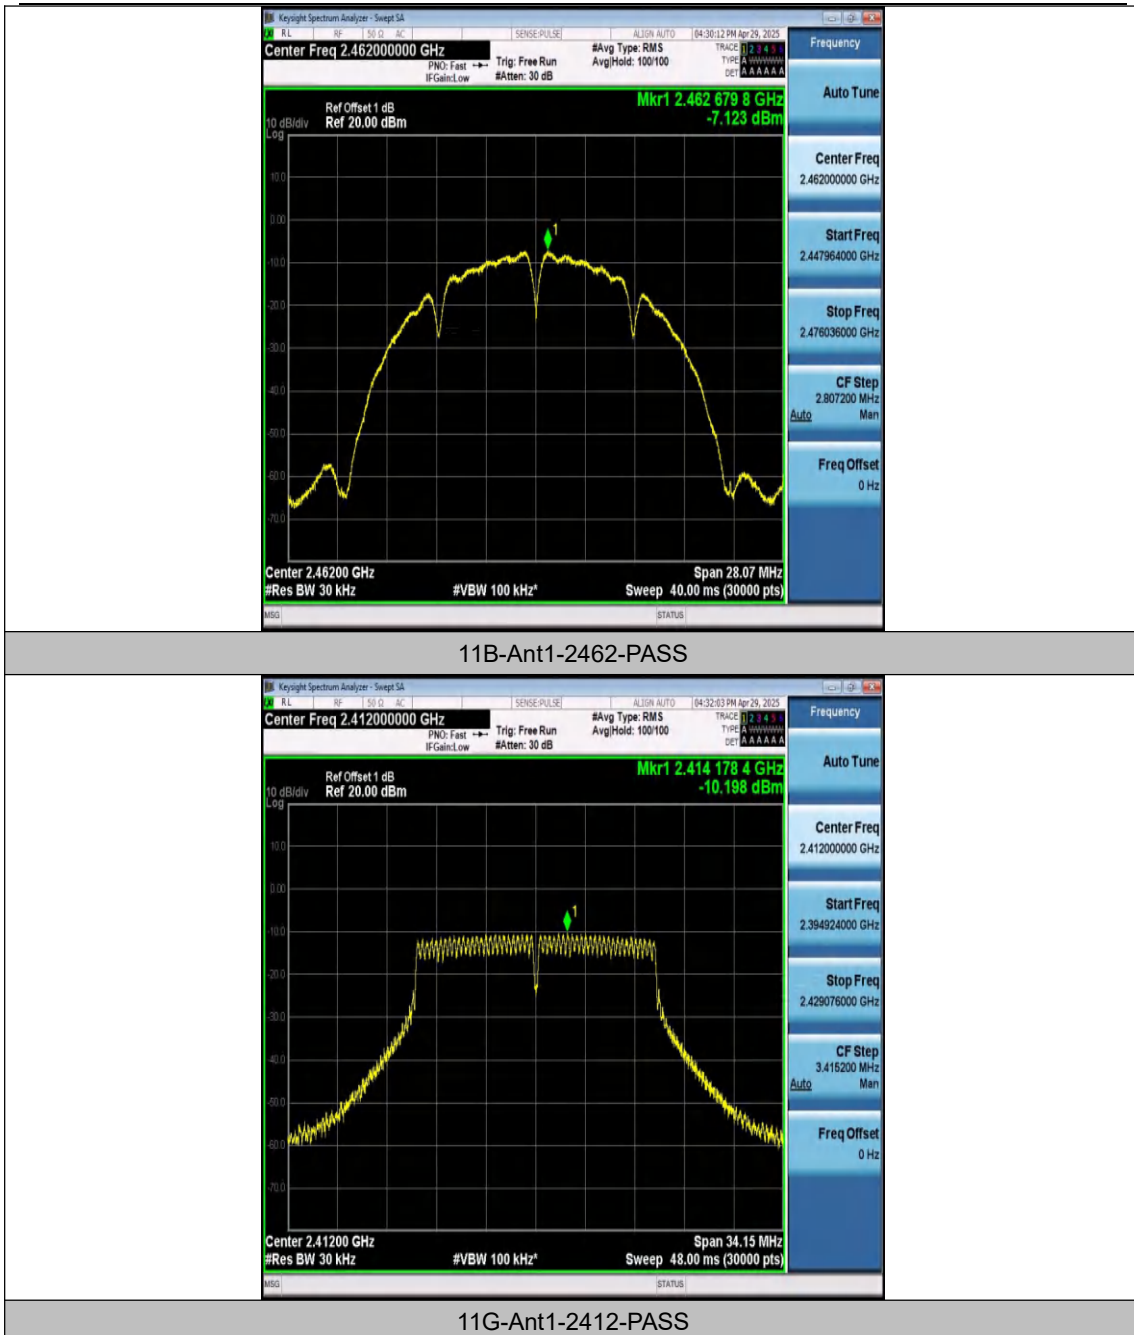 Keysight Spectrum Analyzer - Swept SA
RL RF 50 Ω AC SENSE:PULSE ALIGN AUTO 04:30:12 PM Apr 29, 2025
Center Freq 2.462000000 GHz
PNO: Fast
IFGain:Low
Trig: Free Run
#Atten: 30 dB
#Avg Type: RMS
Avg|Hold: 100/100
TRACE 1 2 3 4 5 6
TYPE A WWWWW
DET A A A A A A
Ref Offset 1 dB
10 dB/div Ref 20.00 dBm
Log
Mkr1 2.462 679 8 GHz
-7.123 dBm
10.0
0.00
-10.0
-20.0
-30.0
-40.0
-50.0
-60.0
-70.0
1
Center 2.46200 GHz Span 28.07 MHz
#Res BW 30 kHz #VBW 100 kHz* Sweep 40.00 ms (30000 pts)
MSG STATUS
Frequency
Auto Tune
Center Freq
2.462000000 GHz
Start Freq
2.447964000 GHz
Stop Freq
2.476036000 GHz
CF Step
2.807200 MHz
Auto Man
Freq Offset
0 Hz
11B-Ant1-2462-PASS
Keysight Spectrum Analyzer - Swept SA
RL RF 50 Ω AC SENSE:PULSE ALIGN AUTO 04:32:03 PM Apr 29, 2025
Center Freq 2.412000000 GHz
PNO: Fast
IFGain:Low
Trig: Free Run
#Atten: 30 dB
#Avg Type: RMS
Avg|Hold: 100/100
TRACE 1 2 3 4 5 6
TYPE A WWWWW
DET A A A A A A
Ref Offset 1 dB
10 dB/div Ref 20.00 dBm
Log
Mkr1 2.414 178 4 GHz
-10.198 dBm
10.0
0.00
-10.0
-20.0
-30.0
-40.0
-50.0
-60.0
-70.0
1
Center 2.41200 GHz Span 34.15 MHz
#Res BW 30 kHz #VBW 100 kHz* Sweep 48.00 ms (30000 pts)
MSG STATUS
Frequency
Auto Tune
Center Freq
2.412000000 GHz
Start Freq
2.394924000 GHz
Stop Freq
2.429076000 GHz
CF Step
3.415200 MHz
Auto Man
Freq Offset
0 Hz
11G-Ant1-2412-PASS